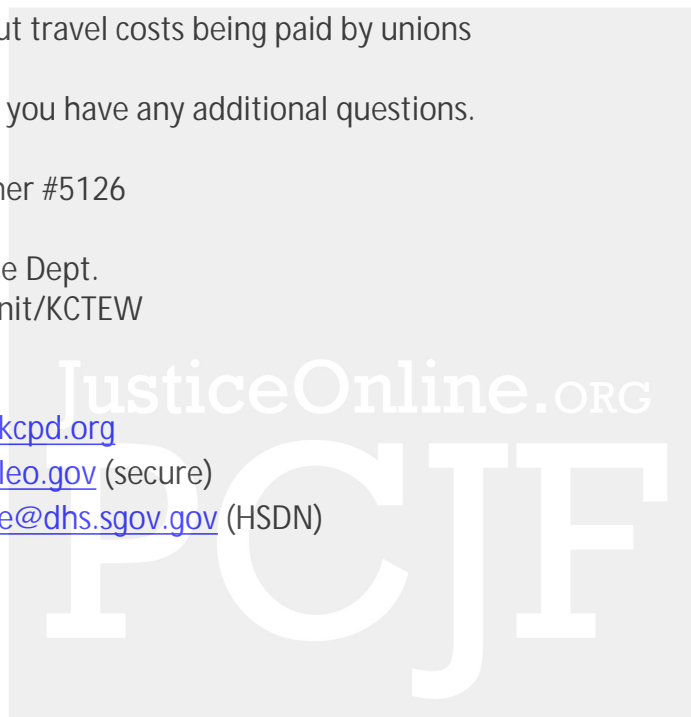 ut travel costs being paid by unions
you have any additional questions.
ner #5126
e Dept.
nit/KCTEW
JusticeOnline.ORG
kcpd.org
leo.gov (secure)
e@dhs.sgov.gov (HSDN)
PCJF